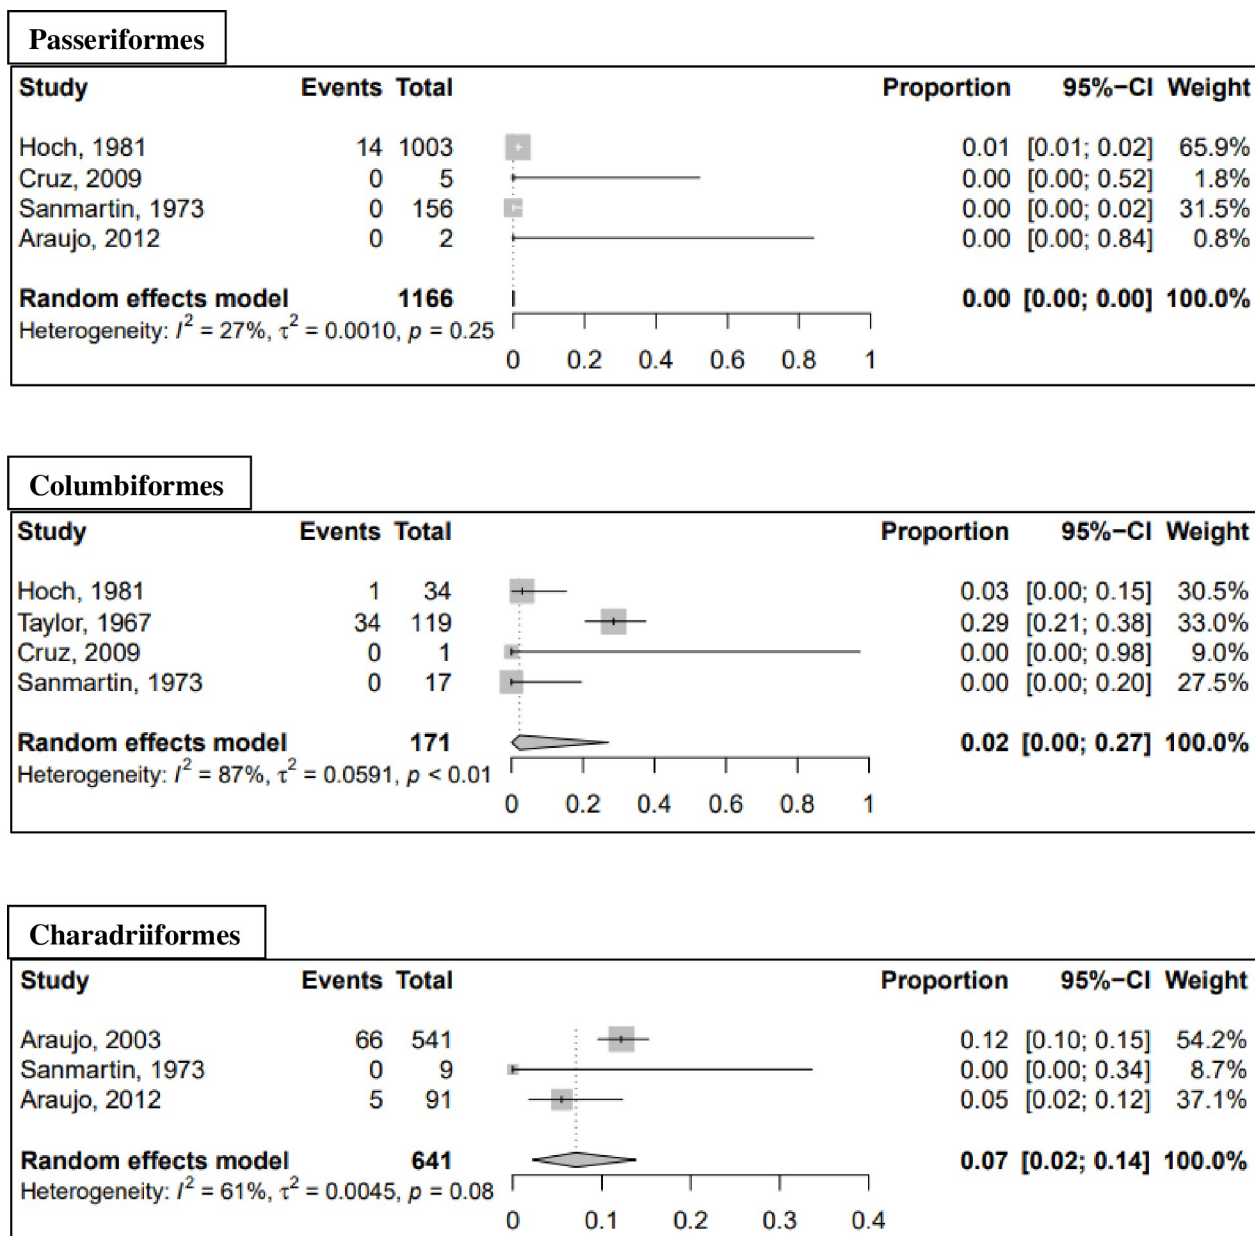 Passeriformes
Study Events Total Proportion 95%−CI Weight
Hoch, 1981 14 1003 0.01 [0.01; 0.02] 65.9%
Cruz, 2009 0 5 0.00 [0.00; 0.52] 1.8%
Sanmartin, 1973 0 156 0.00 [0.00; 0.02] 31.5%
Araujo, 2012 0 2 0.00 [0.00; 0.84] 0.8%
Random effects model 1166 0.00 [0.00; 0.00] 100.0%
Heterogeneity: I² = 27%, τ² = 0.0010, p = 0.25
0 0.2 0.4 0.6 0.8 1
Columbiformes
Study Events Total Proportion 95%−CI Weight
Hoch, 1981 1 34 0.03 [0.00; 0.15] 30.5%
Taylor, 1967 34 119 0.29 [0.21; 0.38] 33.0%
Cruz, 2009 0 1 0.00 [0.00; 0.98] 9.0%
Sanmartin, 1973 0 17 0.00 [0.00; 0.20] 27.5%
Random effects model 171 0.02 [0.00; 0.27] 100.0%
Heterogeneity: I² = 87%, τ² = 0.0591, p < 0.01
0 0.2 0.4 0.6 0.8 1
Charadriiformes
Study Events Total Proportion 95%−CI Weight
Araujo, 2003 66 541 0.12 [0.10; 0.15] 54.2%
Sanmartin, 1973 0 9 0.00 [0.00; 0.34] 8.7%
Araujo, 2012 5 91 0.05 [0.02; 0.12] 37.1%
Random effects model 641 0.07 [0.02; 0.14] 100.0%
Heterogeneity: I² = 61%, τ² = 0.0045, p = 0.08
0 0.1 0.2 0.3 0.4